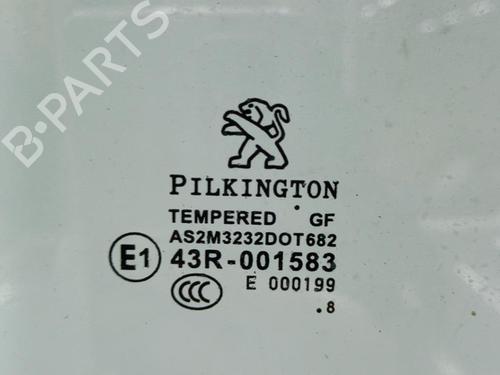 B-PARTS
PILKINGTON
TEMPERED GF
AS2M3232DOT682
E1 43R-001583
CCC E 000199
.8